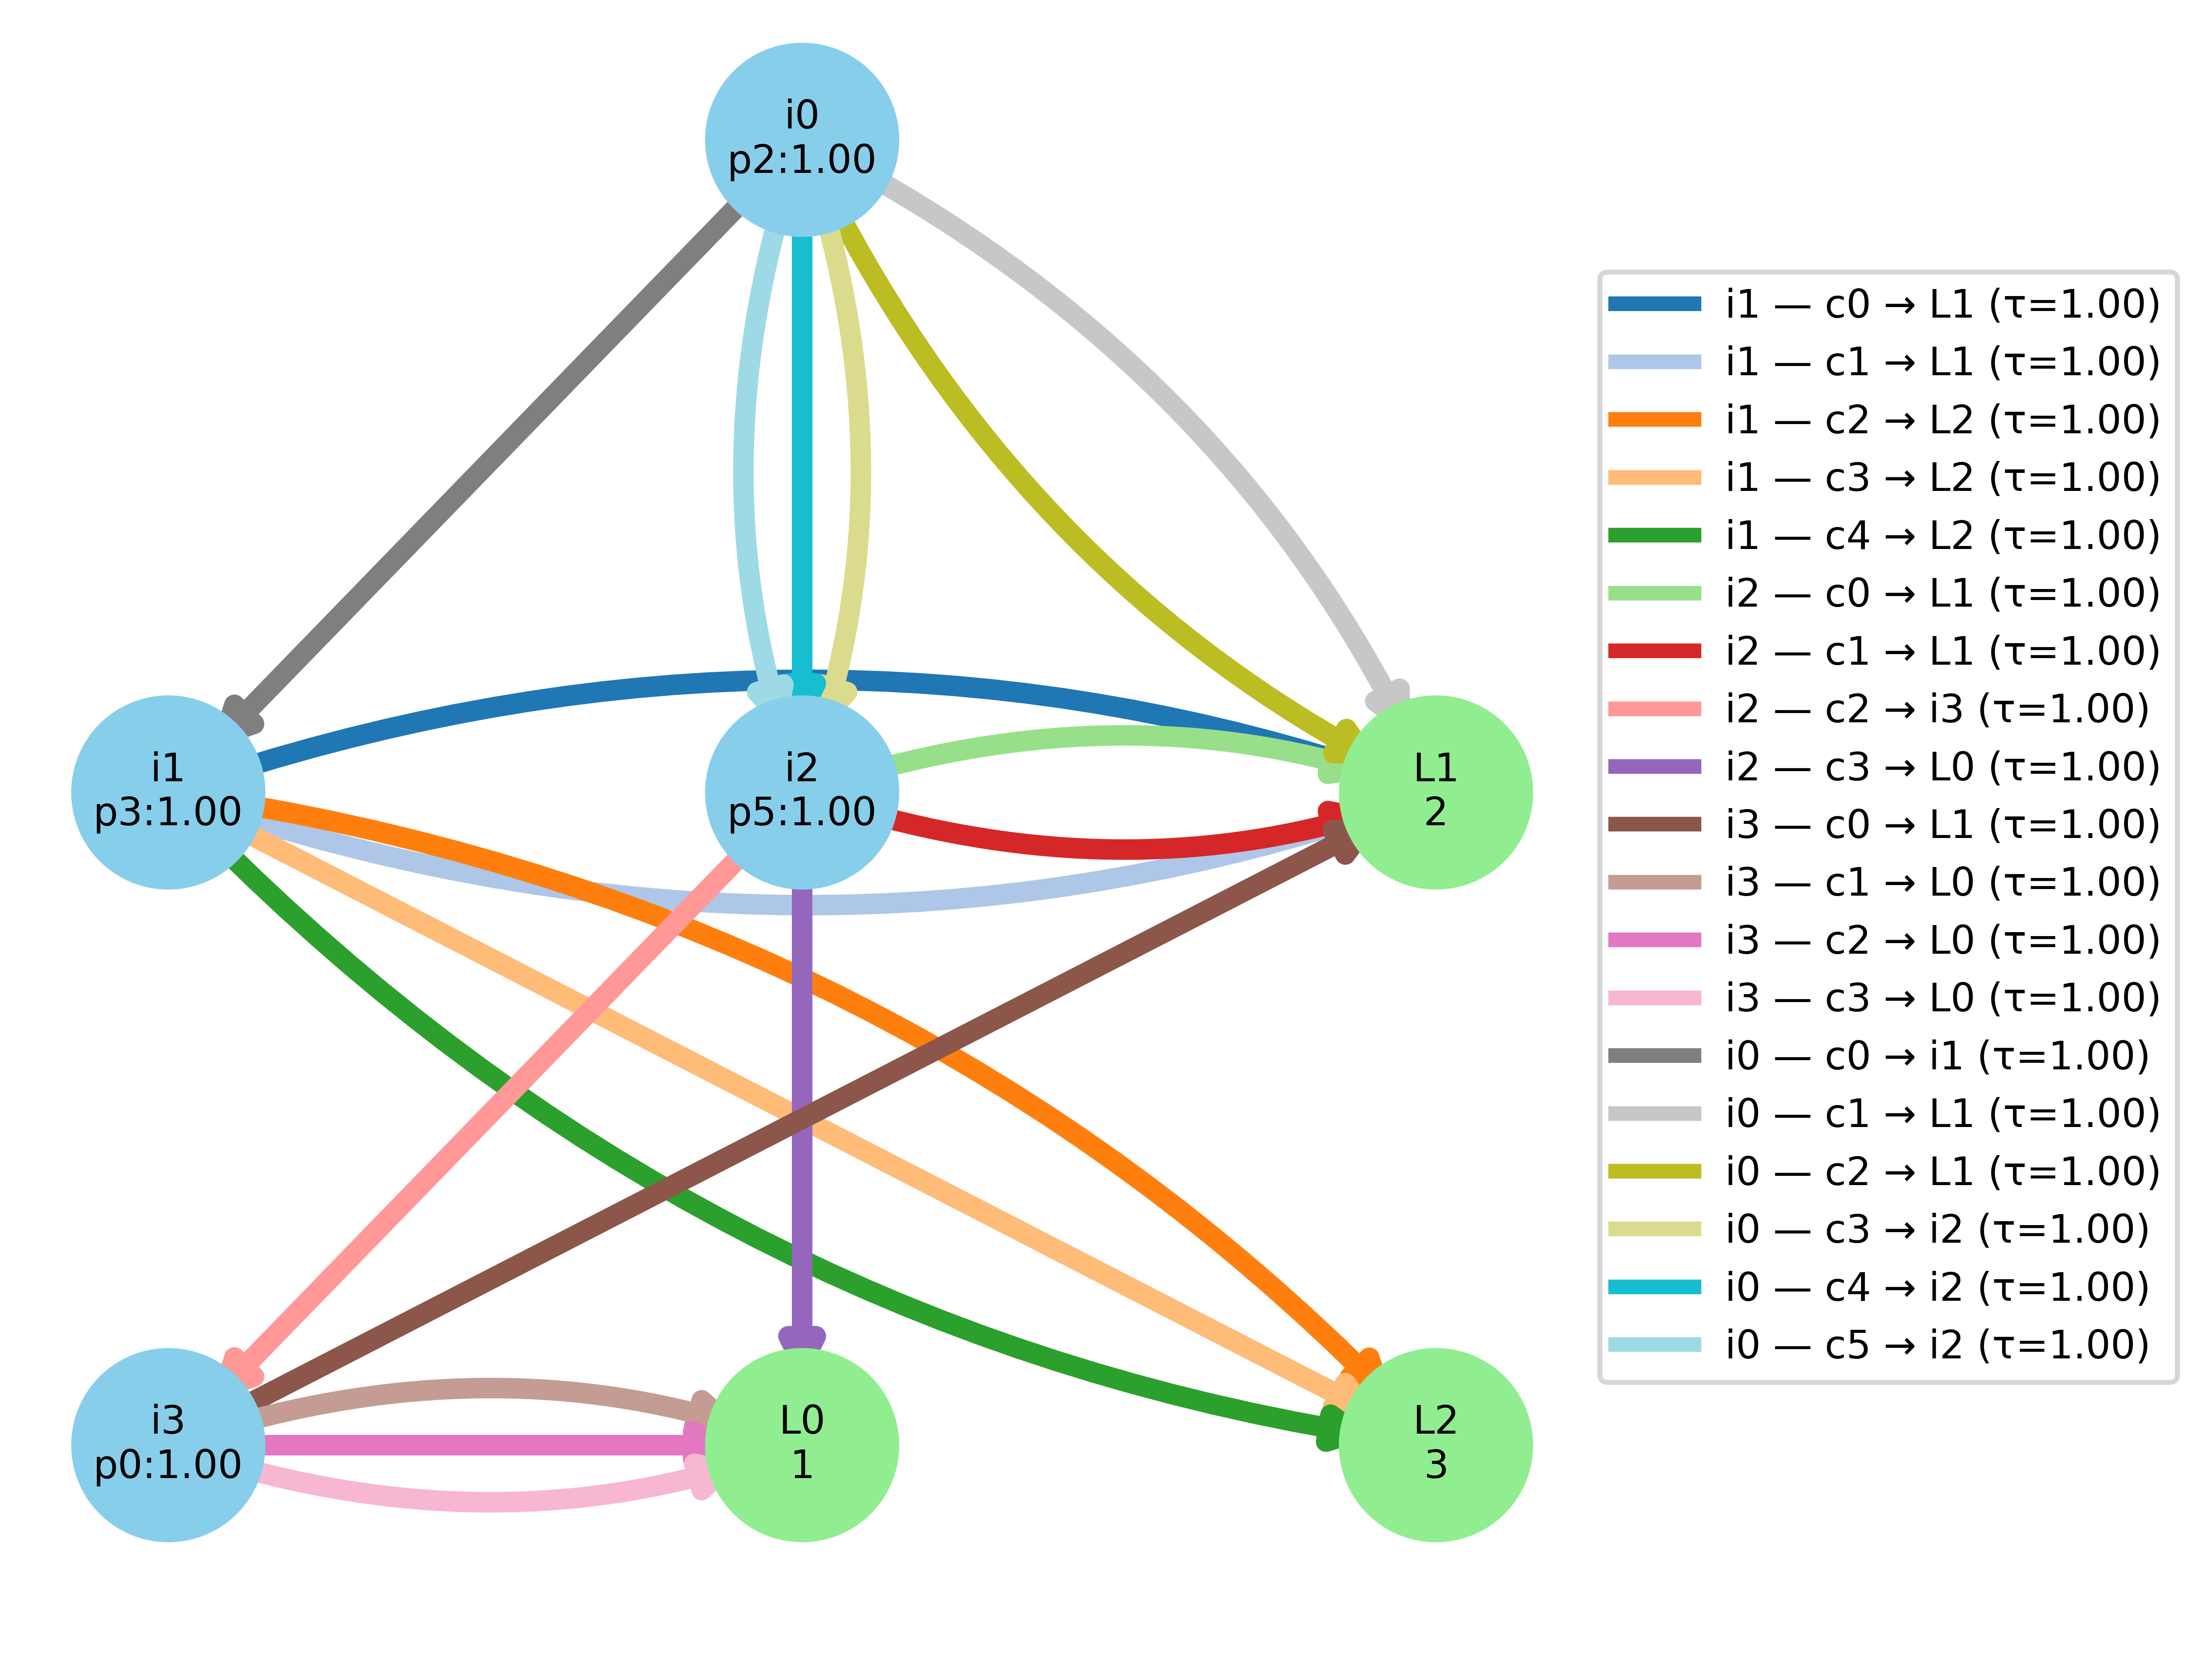 i0
p2:1.00
i1
p3:1.00
i2
p5:1.00
L1
2
i3
p0:1.00
L0
1
L2
3
i1 — c0 → L1 (τ=1.00)
i1 — c1 → L1 (τ=1.00)
i1 — c2 → L2 (τ=1.00)
i1 — c3 → L2 (τ=1.00)
i1 — c4 → L2 (τ=1.00)
i2 — c0 → L1 (τ=1.00)
i2 — c1 → L1 (τ=1.00)
i2 — c2 → i3 (τ=1.00)
i2 — c3 → L0 (τ=1.00)
i3 — c0 → L1 (τ=1.00)
i3 — c1 → L0 (τ=1.00)
i3 — c2 → L0 (τ=1.00)
i3 — c3 → L0 (τ=1.00)
i0 — c0 → i1 (τ=1.00)
i0 — c1 → L1 (τ=1.00)
i0 — c2 → L1 (τ=1.00)
i0 — c3 → i2 (τ=1.00)
i0 — c4 → i2 (τ=1.00)
i0 — c5 → i2 (τ=1.00)